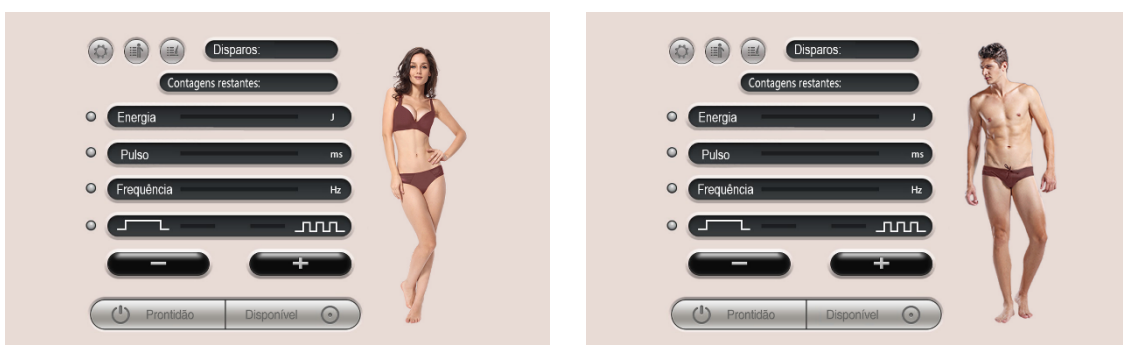 Disparos:
Contagens restantes:
Energia J
Pulso ms
Frequência Hz
− +
Prontidão Disponível
Disparos:
Contagens restantes:
Energia J
Pulso ms
Frequência Hz
− +
Prontidão Disponível